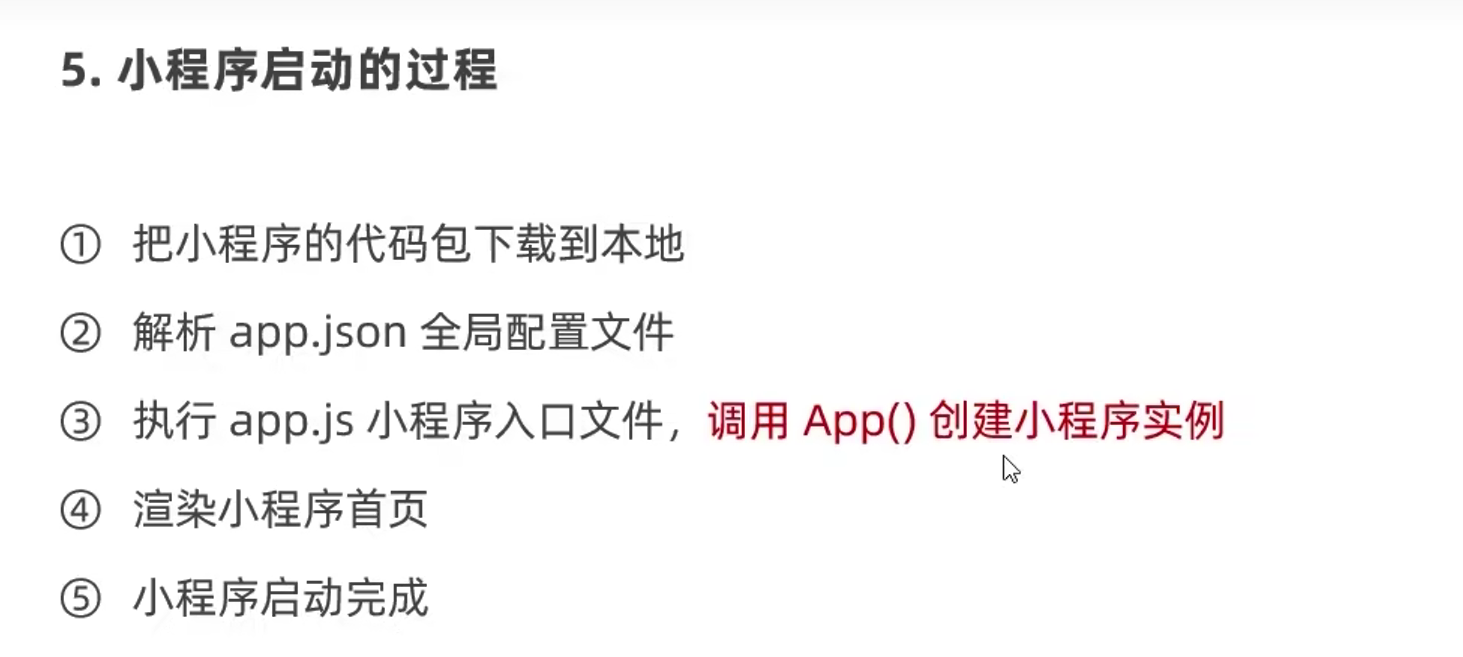 5. 小程序启动的过程
① 把小程序的代码包下载到本地
② 解析 app.json 全局配置文件
③ 执行 app.js 小程序入口文件，调用 App() 创建小程序实例
④ 渲染小程序首页
⑤ 小程序启动完成